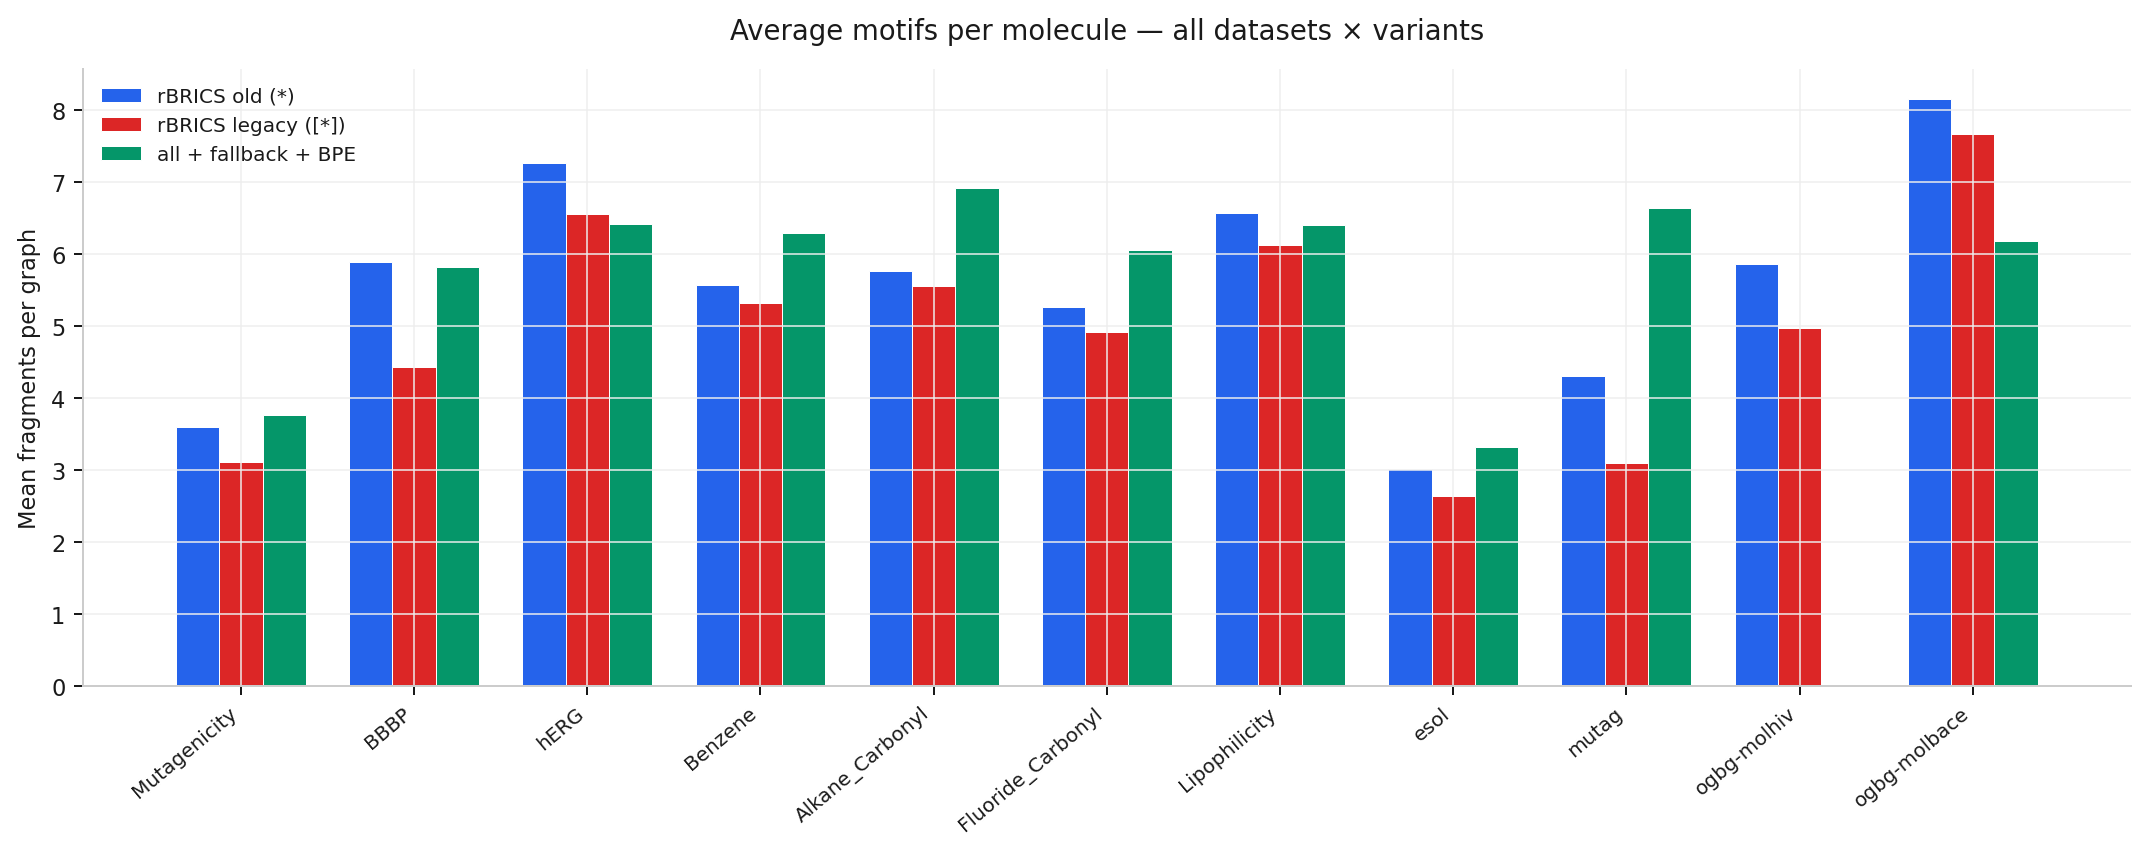 Average motifs per molecule — all datasets × variants
rBRICS old (*)
rBRICS legacy ([*])
all + fallback + BPE
Mean fragments per graph
8
7
6
5
4
3
2
1
0
Mutagenicity
BBBP
hERG
Benzene
Alkane_Carbonyl
Fluoride_Carbonyl
Lipophilicity
esol
mutag
ogbg-molhiv
ogbg-molbace